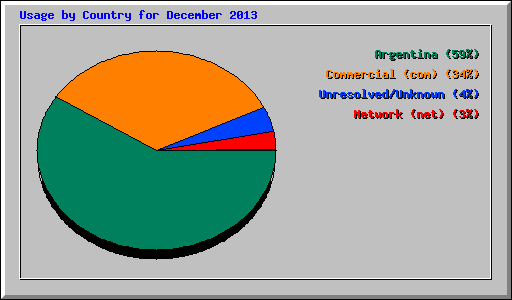 Usage by Country for December 2013
Argentina (59%)
Commercial (com) (34%)
Unresolved/Unknown (4%)
Network (net) (3%)